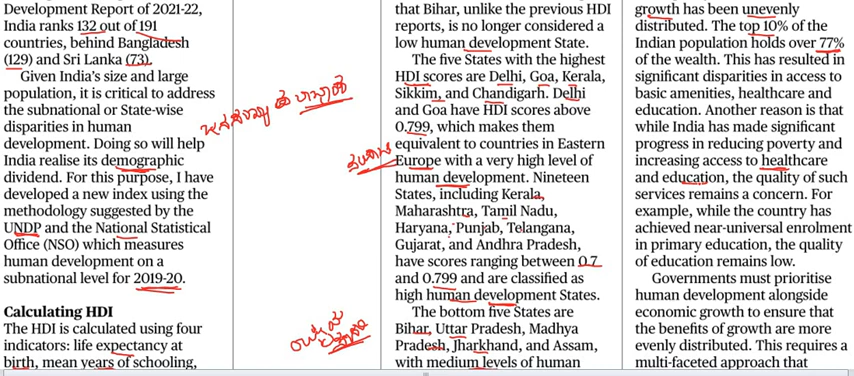 Development Report of 2021-22,
India ranks 132 out of 191
countries, behind Bangladesh
(129) and Sri Lanka (73).
Given India's size and large
population, it is critical to address
the subnational or State-wise
disparities in human
development. Doing so will help
India realise its demographic
dividend. For this purpose, I have
developed a new index using the
methodology suggested by the
UNDP and the National Statistical
Office (NSO) which measures
human development on a
subnational level for 2019-20.
Calculating HDI
The HDI is calculated using four
indicators: life expectancy at
birth, mean years of schooling,
that Bihar, unlike the previous HDI
reports, is no longer considered a
low human development State.
The five States with the highest
HDI scores are Delhi, Goa, Kerala,
Sikkim, and Chandigarh. Delhi
and Goa have HDI scores above
0.799, which makes them
equivalent to countries in Eastern
Europe with a very high level of
human development. Nineteen
States, including Kerala,
Maharashtra, Tamil Nadu,
Haryana, Punjab, Telangana,
Gujarat, and Andhra Pradesh,
have scores ranging between 0.7
and 0.799 and are classified as
high human development States.
The bottom five States are
Bihar, Uttar Pradesh, Madhya
Pradesh, Jharkhand, and Assam,
with medium levels of human
growth has been unevenly
distributed. The top 10% of the
Indian population holds over 77%
of the wealth. This has resulted in
significant disparities in access to
basic amenities, healthcare and
education. Another reason is that
while India has made significant
progress in reducing poverty and
increasing access to healthcare
and education, the quality of such
services remains a concern. For
example, while the country has
achieved near-universal enrolment
in primary education, the quality
of education remains low.
Governments must prioritise
human development alongside
economic growth to ensure that
the benefits of growth are more
evenly distributed. This requires a
multi-faceted approach that